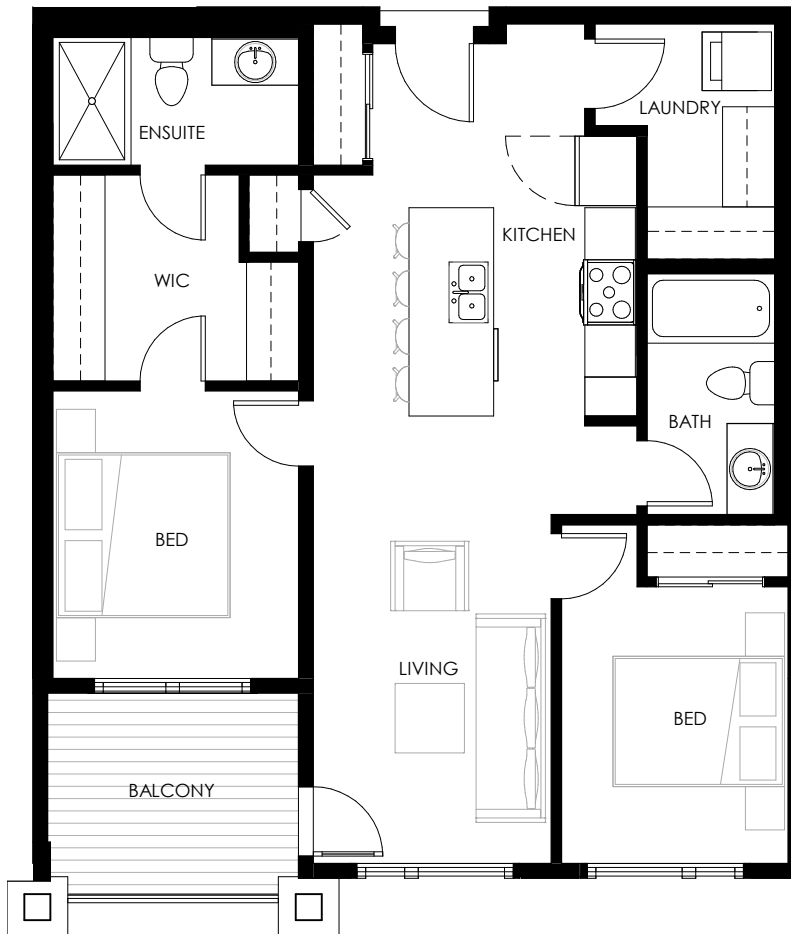 LAUNDRY
ENSUITE
KITCHEN
WIC
BATH
BED
LIVING
BED
BALCONY